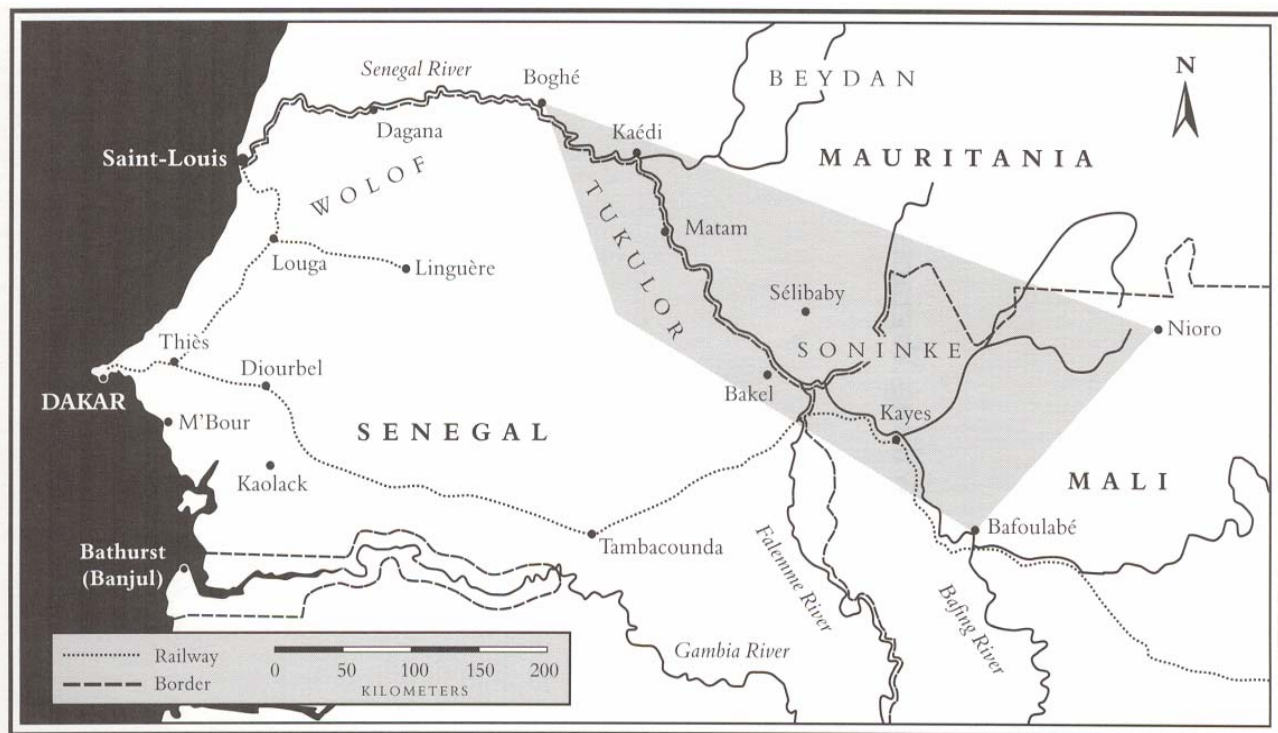 Senegal River
Boghé
BEYDAN
N
Dagana
Kaédi
Saint-Louis
MAURITANIA
WOLOF
TUKULOR
Matam
Louga
Linguère
Sélibaby
Nioro
SONINKE
Thiès
Diourbel
Bakel
DAKAR
M'Bour
Kayes
SENEGAL
Kaolack
MALI
Bafoulabé
Tambacounda
Bathurst
(Banjul)
Falemme River
Bafing River
Gambia River
Railway
Border
0 50 100 150 200
KILOMETERS